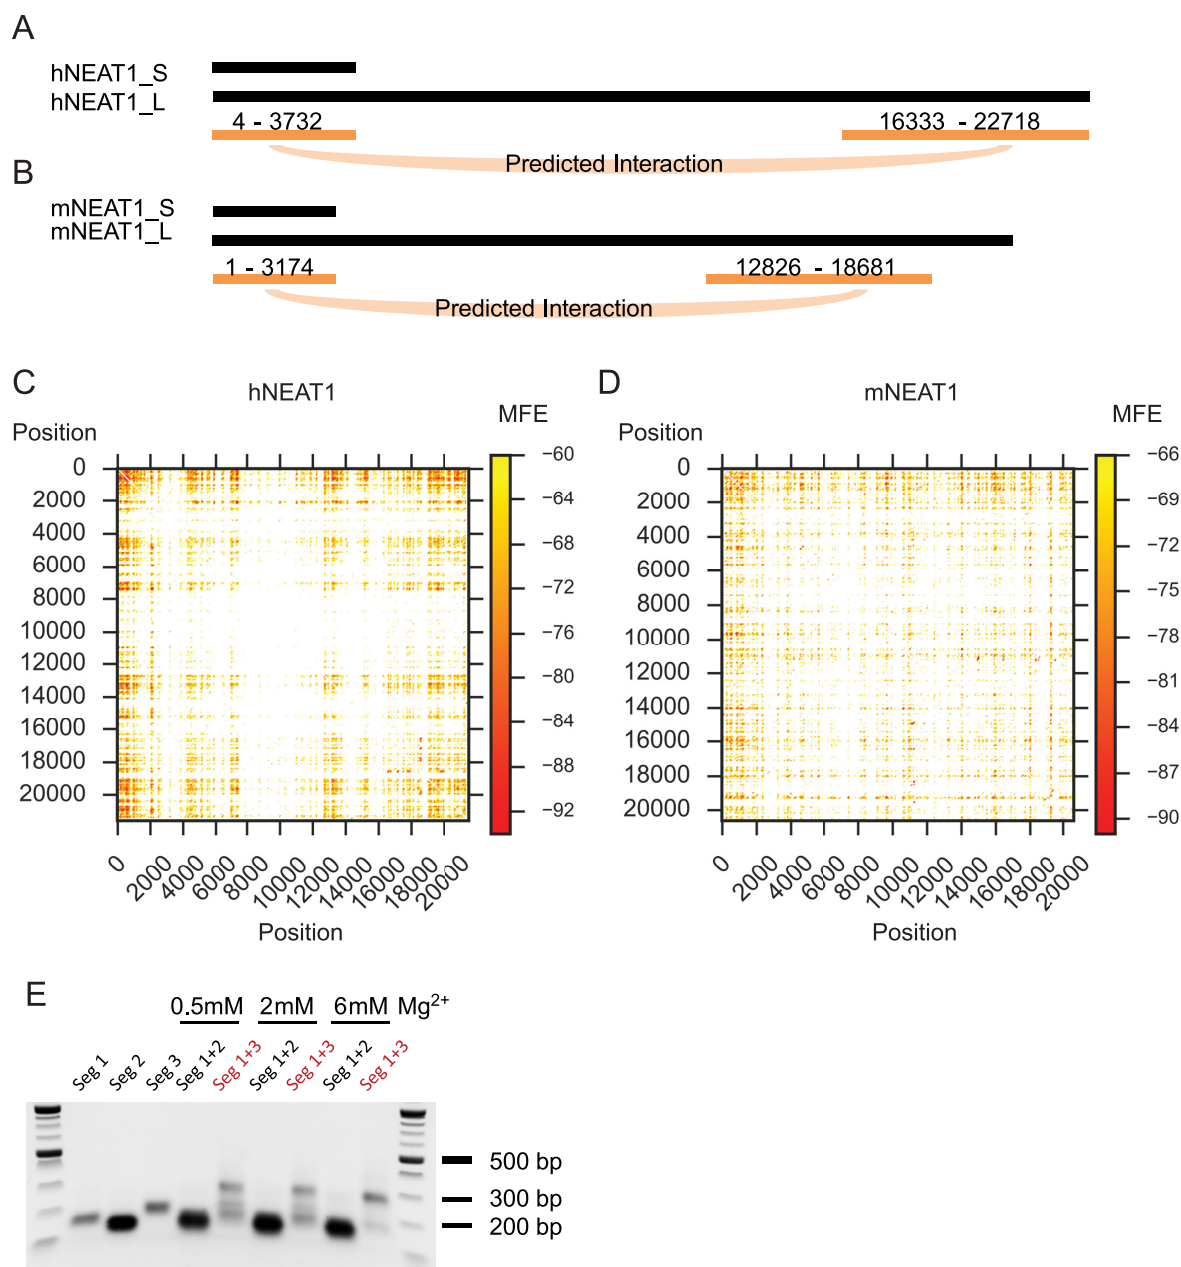 A
hNEAT1_S
hNEAT1_L
4 - 3732
16333 - 22718
Predicted Interaction
B
mNEAT1_S
mNEAT1_L
1 - 3174
12826 - 18681
Predicted Interaction
C
hNEAT1
MFE
Position
0
2000
4000
6000
8000
10000
12000
14000
16000
18000
20000
−60
−64
−68
−72
−76
−80
−84
−88
−92
0
2000
4000
6000
8000
10000
12000
14000
16000
18000
20000
Position
D
mNEAT1
MFE
Position
0
2000
4000
6000
8000
10000
12000
14000
16000
18000
20000
−66
−69
−72
−75
−78
−81
−84
−87
−90
0
2000
4000
6000
8000
10000
12000
14000
16000
18000
20000
Position
E
0.5mM 2mM 6mM Mg²⁺
Seg 1
Seg 2
Seg 3
Seg 1+2
Seg 1+3
Seg 1+2
Seg 1+3
Seg 1+2
Seg 1+3
500 bp
300 bp
200 bp